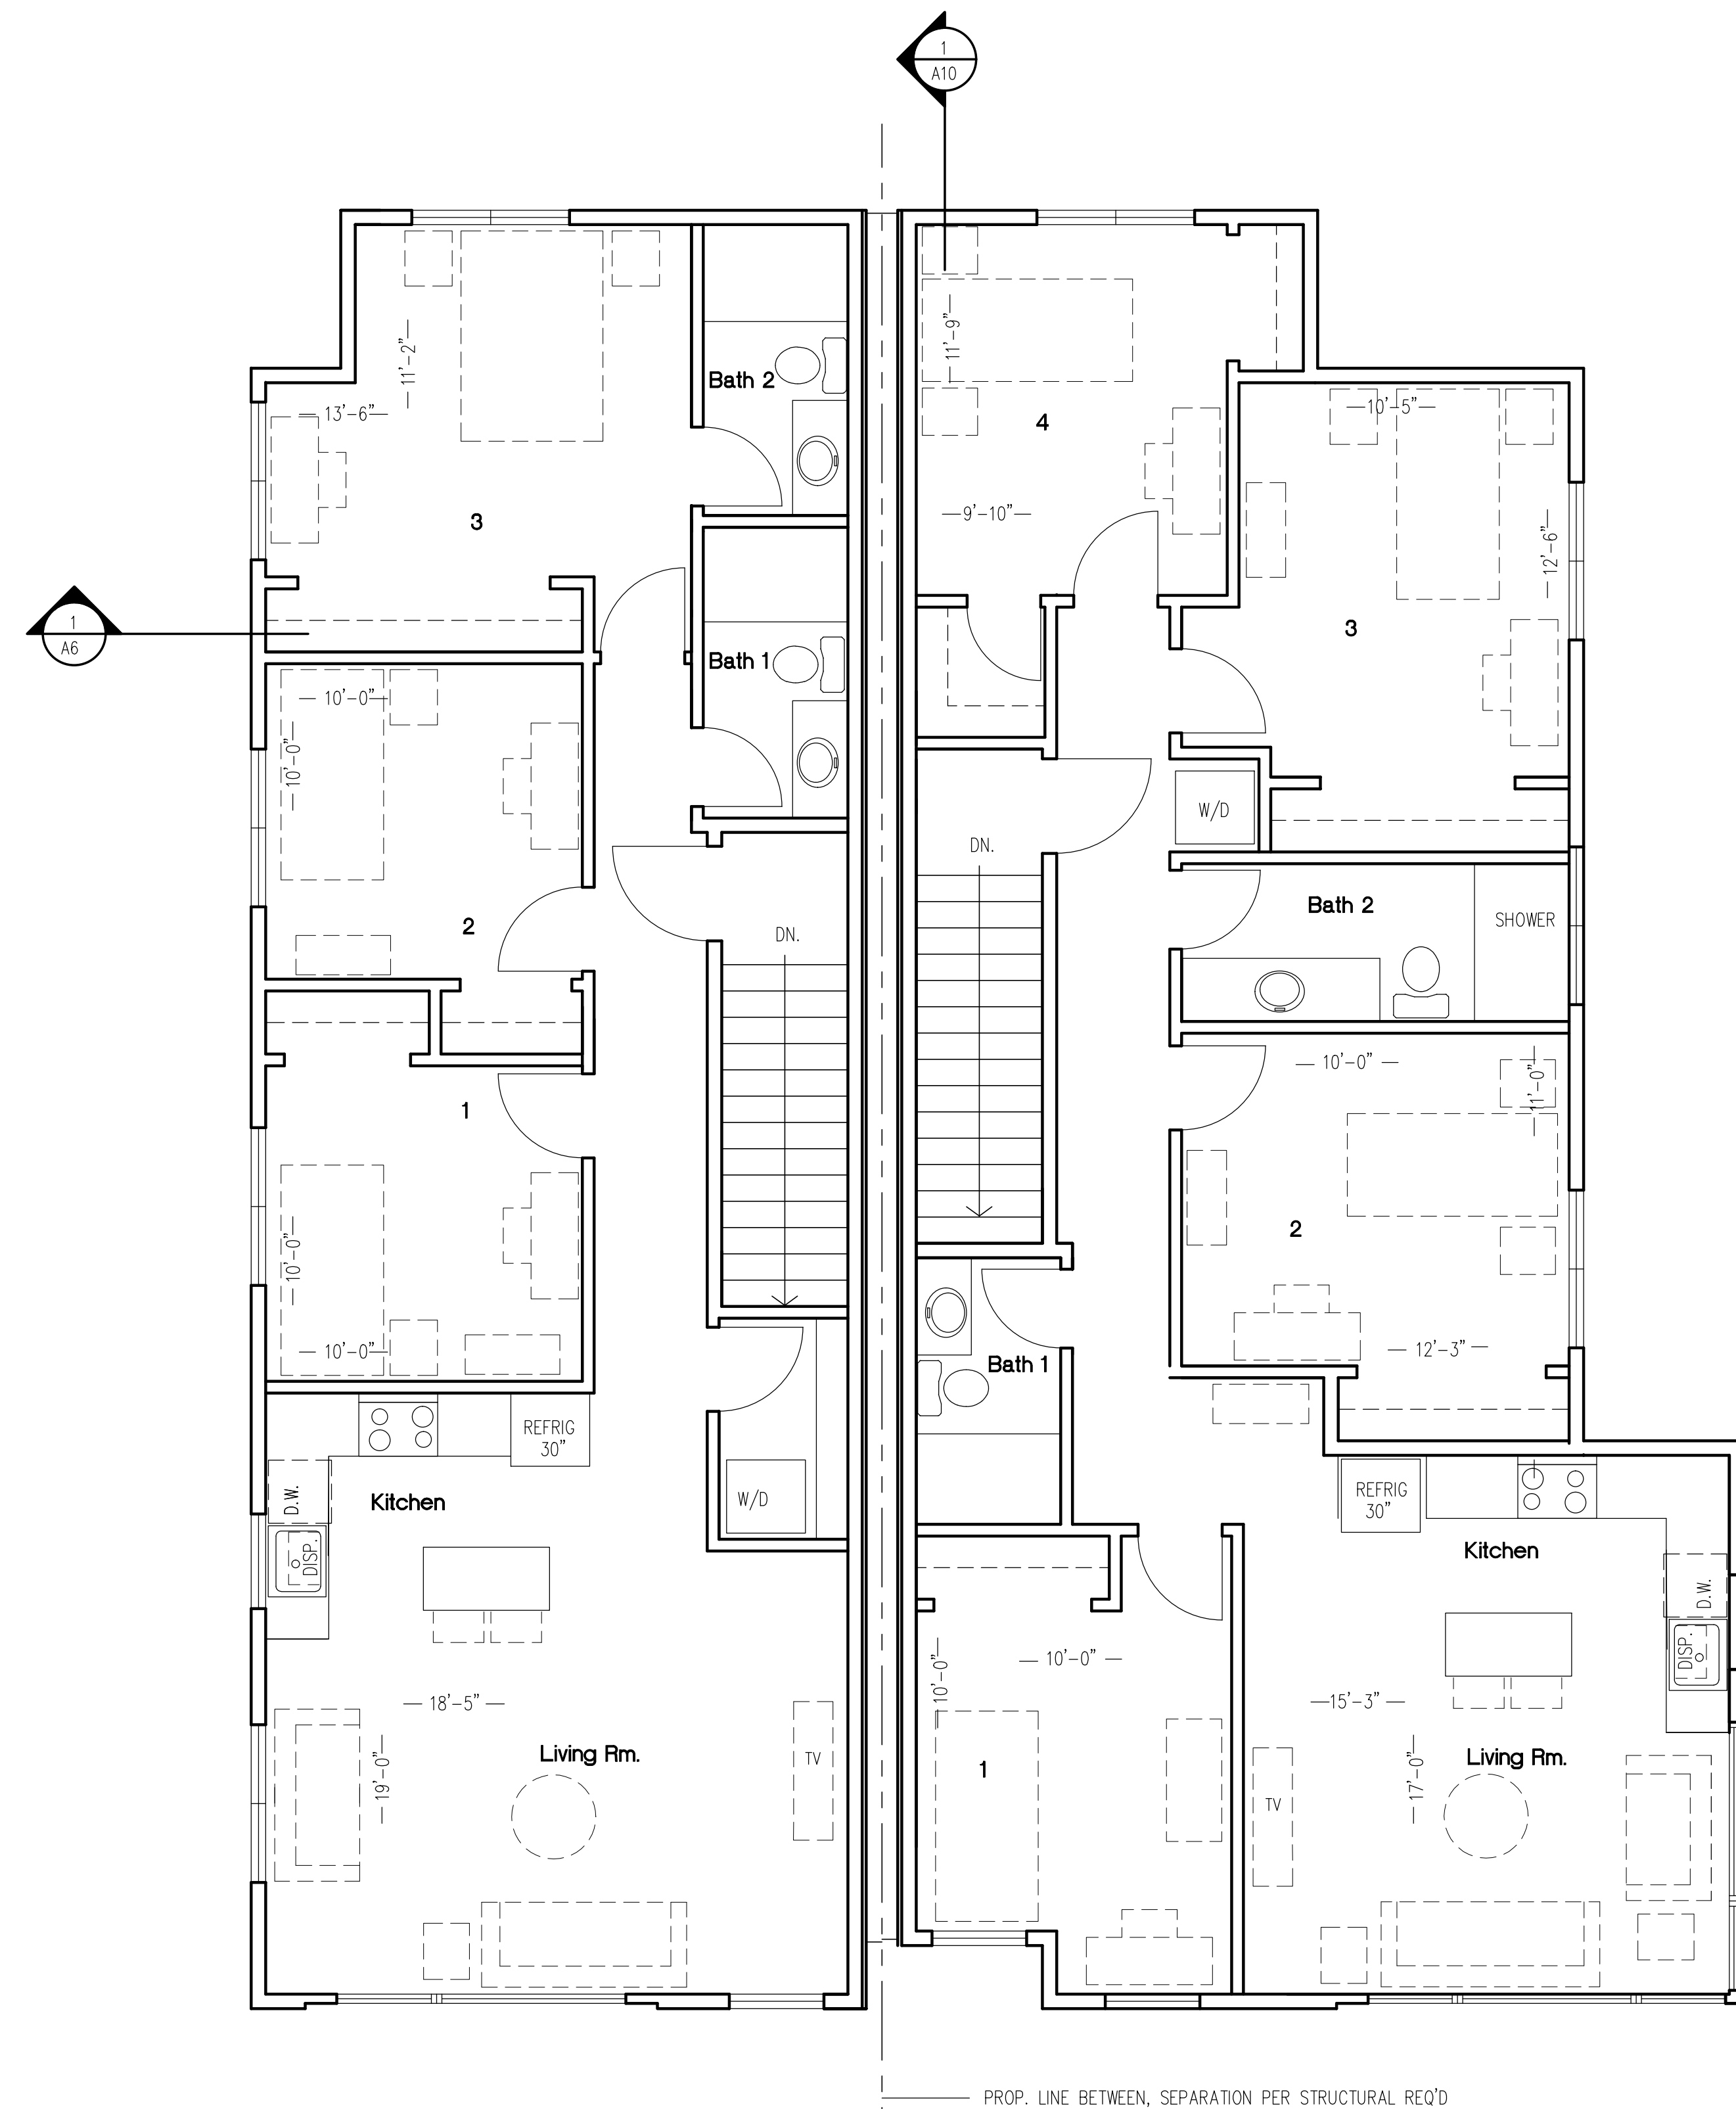 1
A10
11'-2"
Bath 2
13'-6"
3
1
A6
Bath 1
10'-0"
10'-0"
2
DN.
1
10'-0"
10'-0"
REFRIG
30"
D.W.
Kitchen
W/D
DISP.
18'-5"
Living Rm.
19'-0"
TV
11'-9"
4
10'-5"
9'-10"
12'-6"
3
W/D
DN.
Bath 2
SHOWER
10'-0"
11'-0"
2
12'-3"
Bath 1
REFRIG
30"
Kitchen
D.W.
DISP.
10'-0"
10'-0"
15'-3"
1
Living Rm.
17'-0"
TV
PROP. LINE BETWEEN, SEPARATION PER STRUCTURAL REQ'D